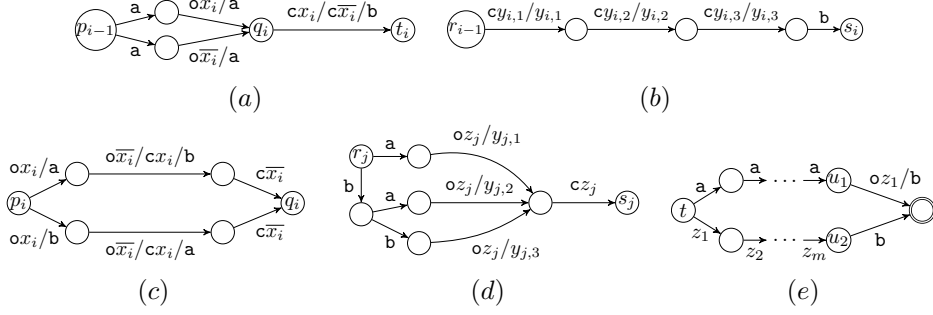 a ox_i/a
p_{i−1} q_i cx_i/c\overline{x_i}/b t_i
a o\overline{x_i}/a
(a)
r_{i−1} cy_{i,1}/y_{i,1} cy_{i,2}/y_{i,2} cy_{i,3}/y_{i,3} b s_i
(b)
ox_i/a o\overline{x_i}/cx_i/b c\overline{x_i}
p_i q_i
ox_i/b o\overline{x_i}/cx_i/a c\overline{x_i}
(c)
r_j a oz_j/y_{j,1}
b a oz_j/y_{j,2} cz_j s_j
b oz_j/y_{j,3}
(d)
a a ··· a u_1 oz_1/b
t
z_1 z_2 ··· z_m u_2 b
(e)